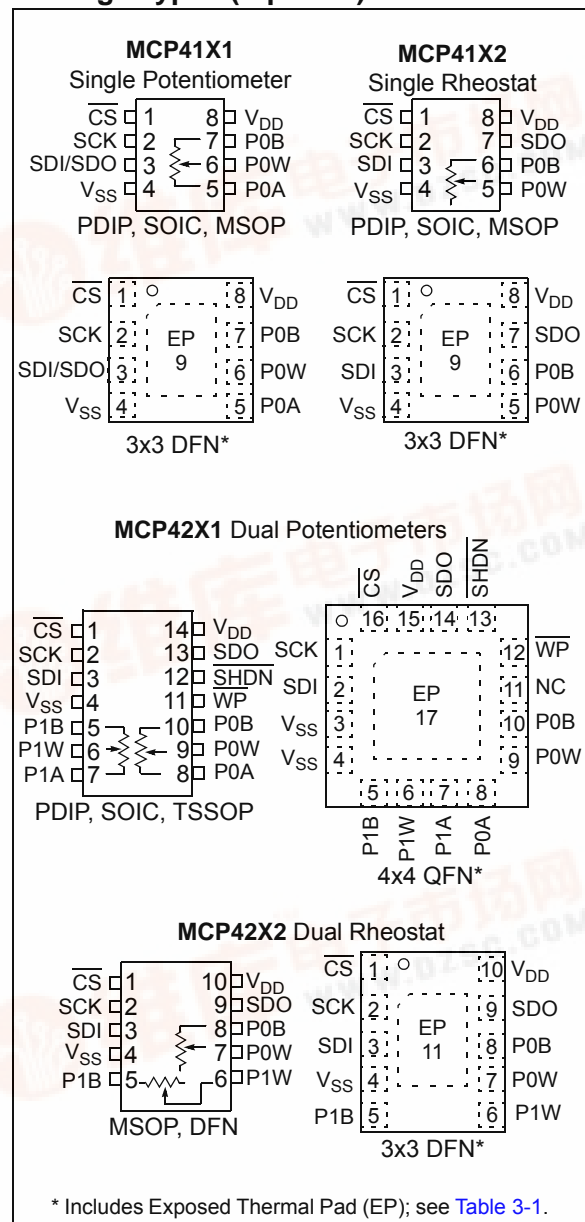 MCP41X1
Single Potentiometer
CS 1 8 VDD
SCK 2 7 P0B
SDI/SDO 3 6 P0W
VSS 4 5 P0A
PDIP, SOIC, MSOP
MCP41X2
Single Rheostat
CS 1 8 VDD
SCK 2 7 SDO
SDI 3 6 P0B
VSS 4 5 P0W
PDIP, SOIC, MSOP
CS 1 8 VDD
SCK 2 EP 7 P0B
SDI/SDO 3 9 6 P0W
VSS 4 5 P0A
3x3 DFN*
CS 1 8 VDD
SCK 2 EP 7 SDO
SDI 3 9 6 P0B
VSS 4 5 P0W
3x3 DFN*
MCP42X1 Dual Potentiometers
CS 1 14 VDD
SCK 2 13 SDO
SDI 3 12 SHDN
VSS 4 11 WP
P1B 5 10 P0B
P1W 6 9 P0W
P1A 7 8 P0A
PDIP, SOIC, TSSOP
CS VDD SDO SHDN
16 15 14 13
SCK 1 12 WP
SDI 2 EP 11 NC
VSS 3 17 10 P0B
VSS 4 9 P0W
5 6 7 8
P1B P1W P1A P0A
4x4 QFN*
MCP42X2 Dual Rheostat
CS 1 10 VDD
SCK 2 9 SDO
SDI 3 8 P0B
VSS 4 7 P0W
P1B 5 6 P1W
MSOP, DFN
CS 1 10 VDD
SCK 2 EP 9 SDO
SDI 3 11 8 P0B
VSS 4 7 P0W
P1B 5 6 P1W
3x3 DFN*
* Includes Exposed Thermal Pad (EP); see Table 3-1.